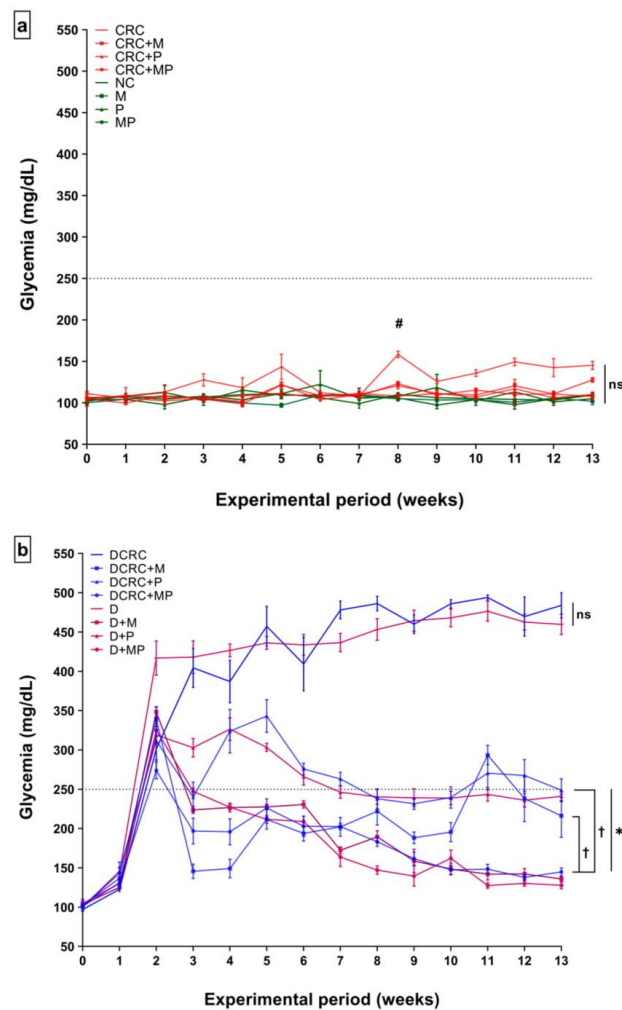 a
CRC
CRC+M
CRC+P
CRC+MP
NC
M
P
MP
550
500
450
400
350
300
250
200
150
100
50
Glycemia (mg/dL)
#
ns
0 1 2 3 4 5 6 7 8 9 10 11 12 13
Experimental period (weeks)
b
DCRC
DCRC+M
DCRC+P
DCRC+MP
D
D+M
D+P
D+MP
550
500
450
400
350
300
250
200
150
100
50
Glycemia (mg/dL)
ns
† † *
0 1 2 3 4 5 6 7 8 9 10 11 12 13
Experimental period (weeks)